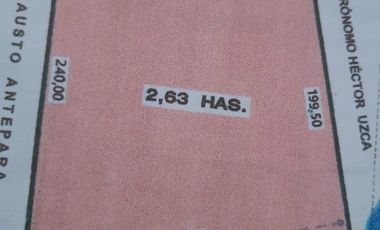 AUSTO ANTEPARA
240,00
2,63 HAS.
199,50
RÓNOMO HÉCTOR UZCA